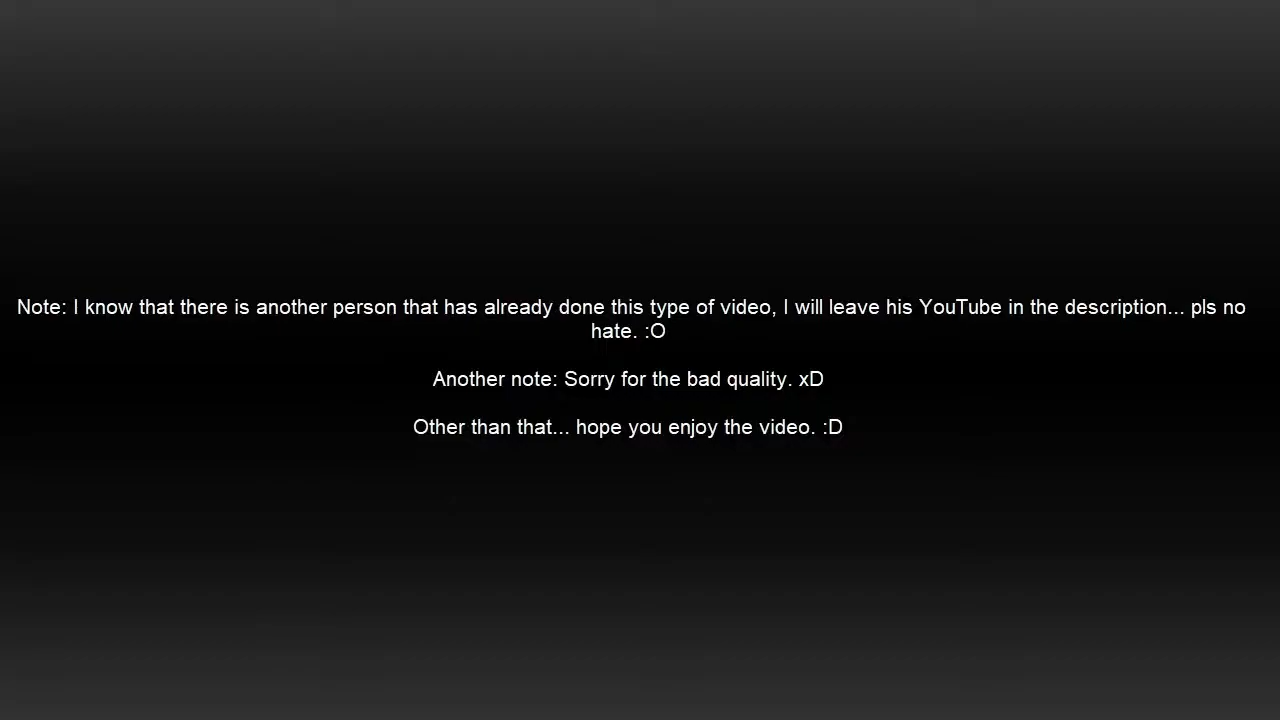 Note: I know that there is another person that has already done this type of video, I will leave his YouTube in the description... pls no
hate. :O
Another note: Sorry for the bad quality. xD
Other than that... hope you enjoy the video. :D